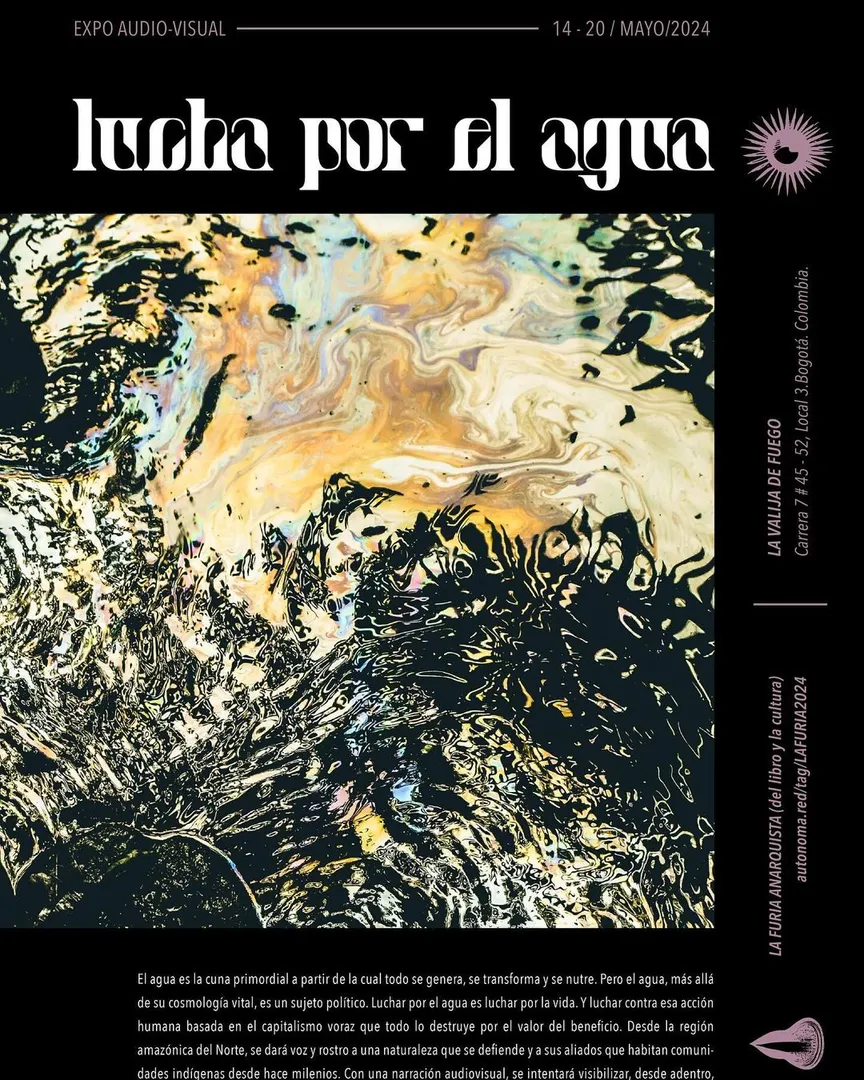 EXPO AUDIO-VISUAL
14 - 20 / MAYO/2024
lucha por el agua
LA VALIJA DE FUEGO
Carrera 7 # 45 - 52, Local 3.Bogotá. Colombia.
LA FURIA ANARQUISTA (del libro y la cultura)
autonoma.red/tag/LAFURIA2024
El agua es la cuna primordial a partir de la cual todo se genera, se transforma y se nutre. Pero el agua, más allá
de su cosmología vital, es un sujeto político. Luchar por el agua es luchar por la vida. Y luchar contra esa acción
humana basada en el capitalismo voraz que todo lo destruye por el valor del beneficio. Desde la región
amazónica del Norte, se dará voz y rostro a una naturaleza que se defiende y a sus aliados que habitan comuni-
dades indígenas desde hace milenios. Con una narración audiovisual, se intentará visibilizar, desde adentro,